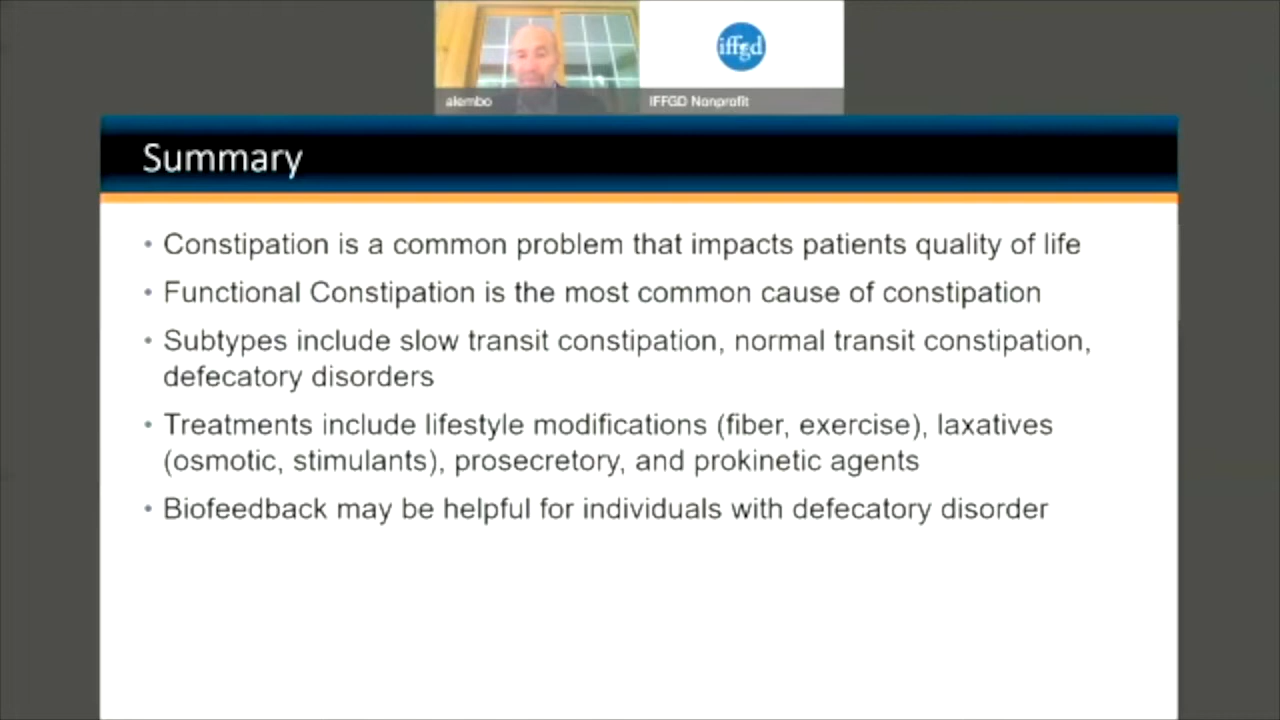 iffgd
alembo
IFFGD Nonprofit
Summary
• Constipation is a common problem that impacts patients quality of life
• Functional Constipation is the most common cause of constipation
• Subtypes include slow transit constipation, normal transit constipation,
defecatory disorders
• Treatments include lifestyle modifications (fiber, exercise), laxatives
(osmotic, stimulants), prosecretory, and prokinetic agents
• Biofeedback may be helpful for individuals with defecatory disorder